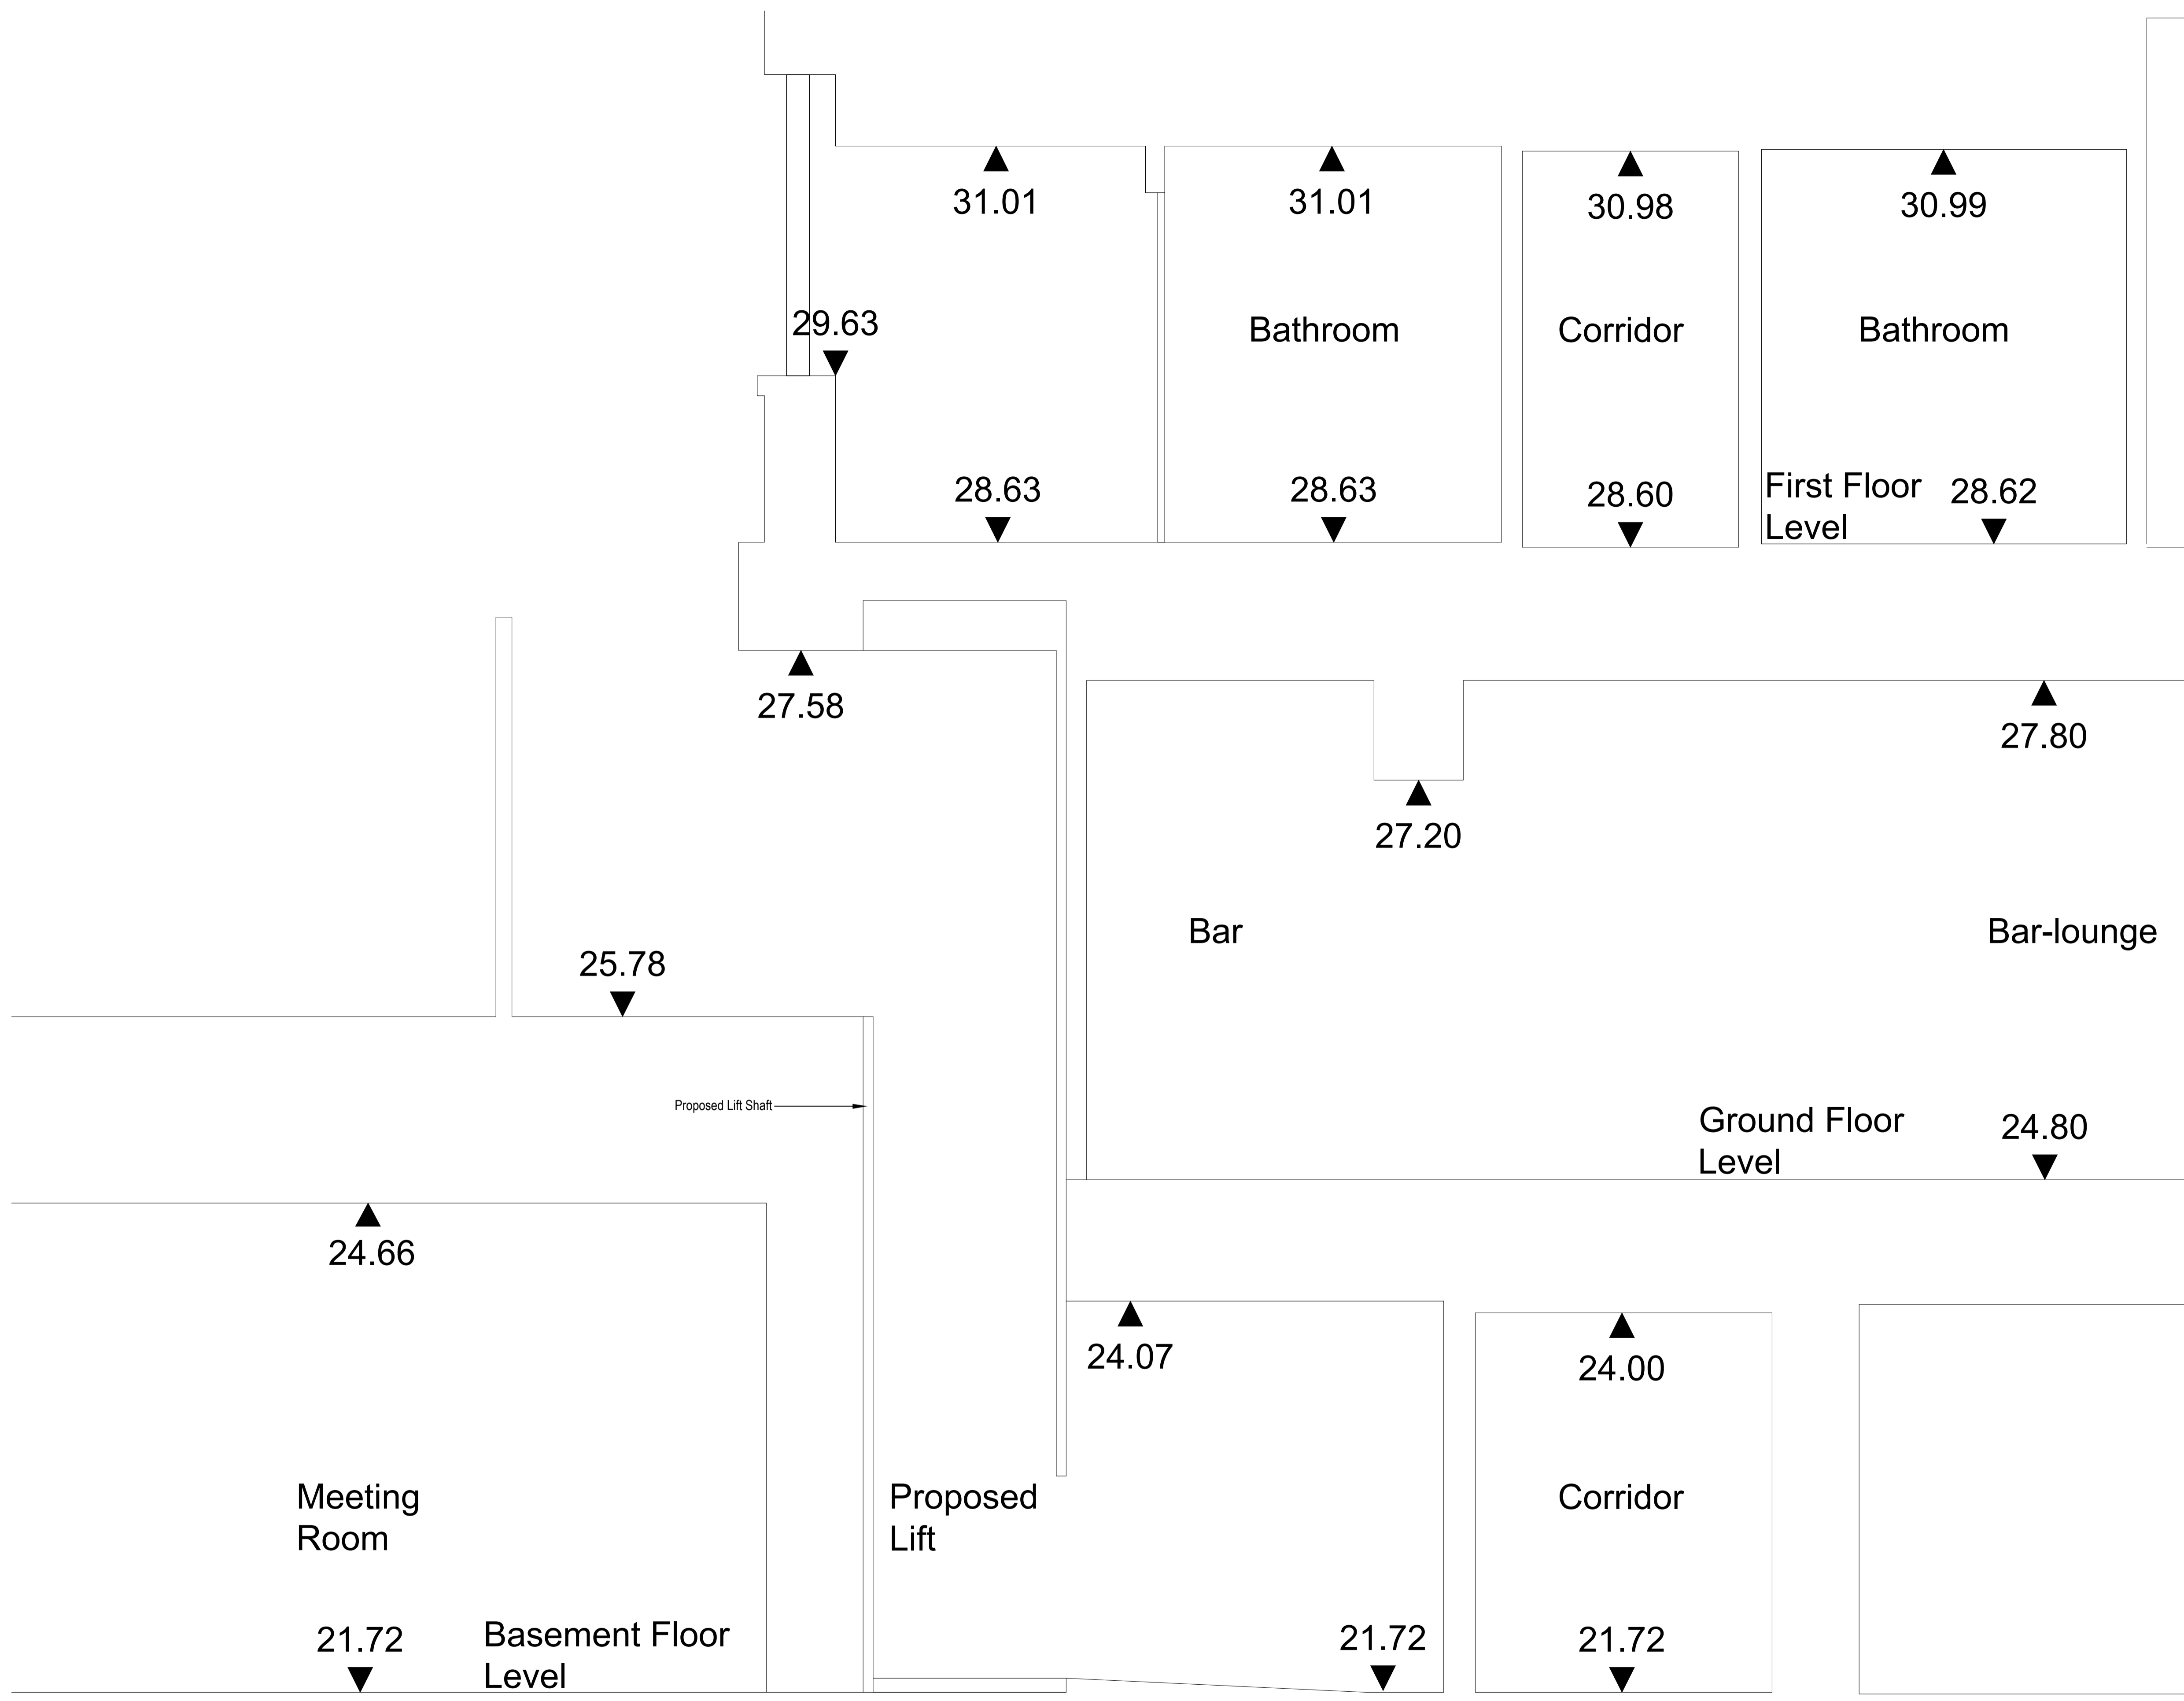 31.01
31.01
30.98
30.99
29.63
Bathroom
Corridor
Bathroom
28.63
28.63
28.60
First Floor
Level
28.62
27.58
27.80
27.20
Bar
Bar-lounge
25.78
Proposed Lift Shaft
Ground Floor
Level
24.80
24.66
24.07
24.00
Meeting
Room
Proposed
Lift
Corridor
21.72
Basement Floor
Level
21.72
21.72